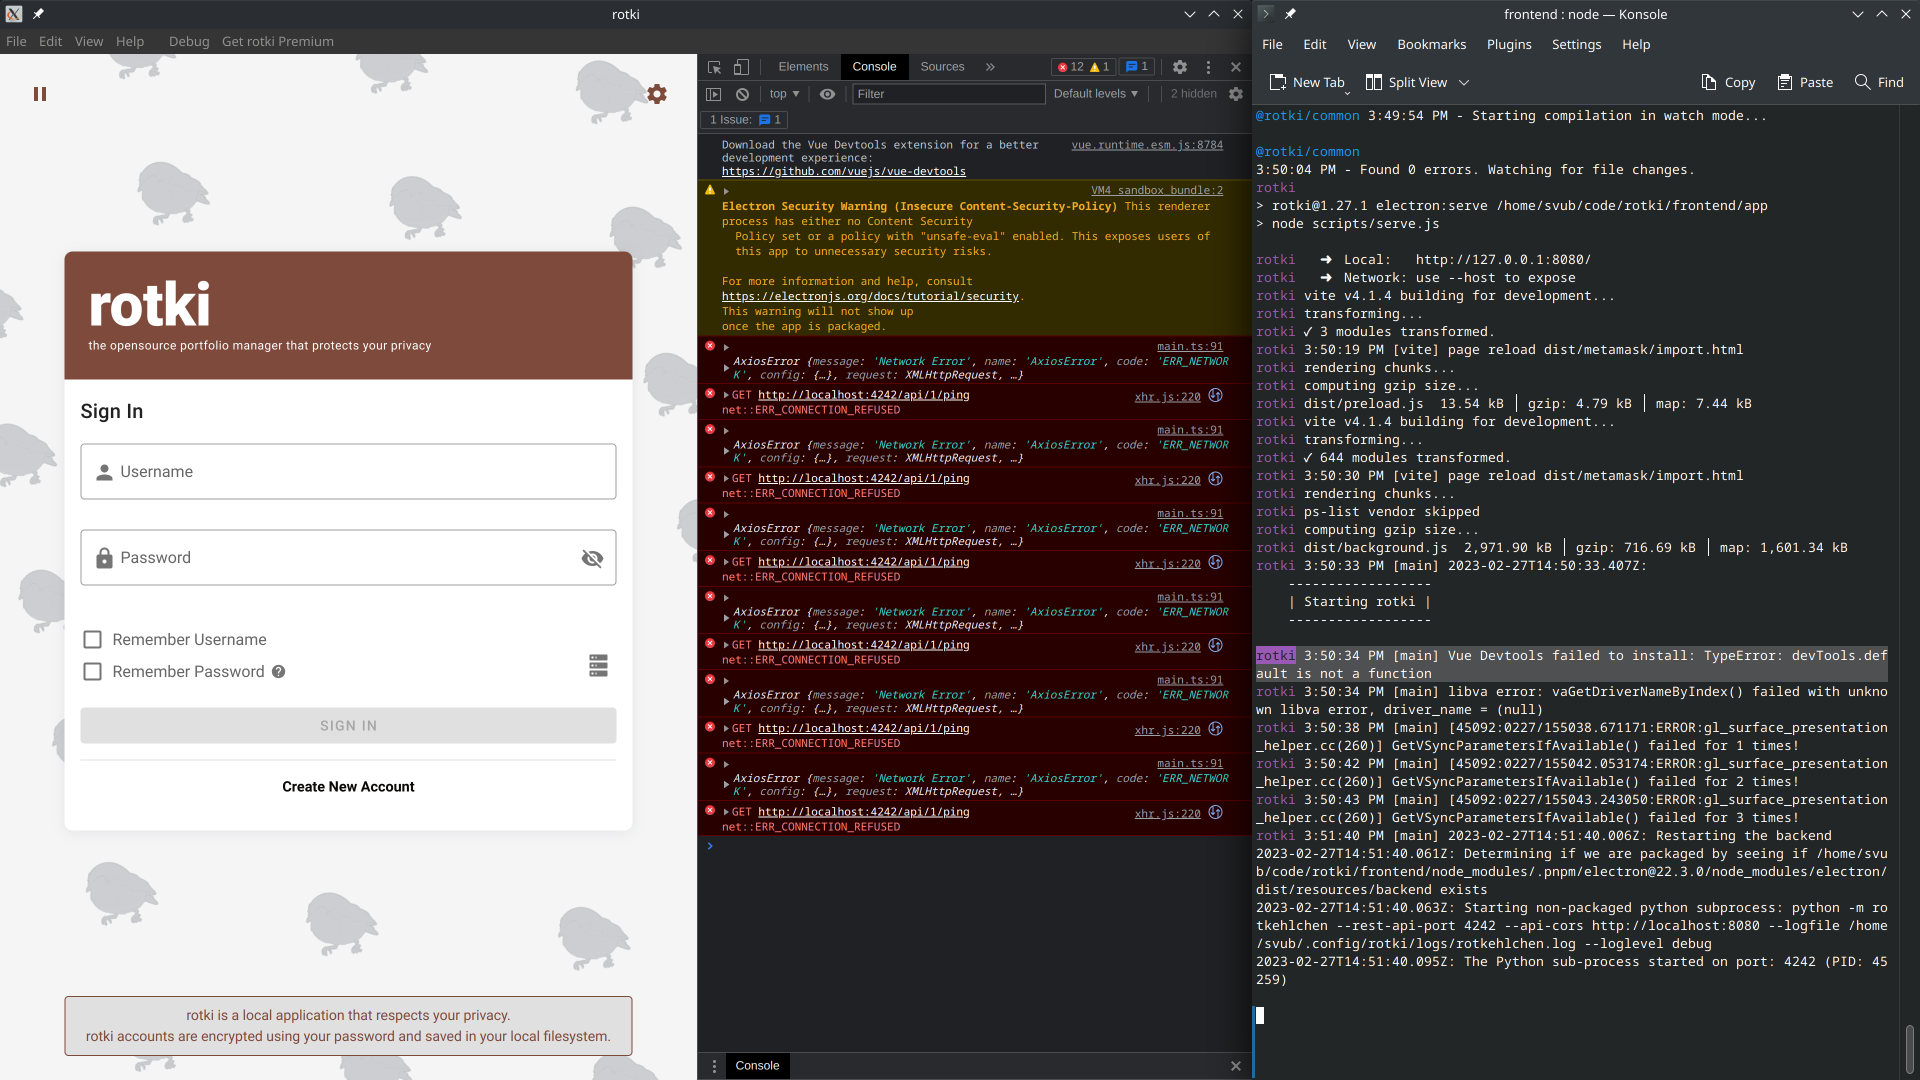 rotki
File Edit View Help Debug Get rotki Premium
rotki
the opensource portfolio manager that protects your privacy
Sign In
Username
Password
Remember Username
Remember Password
SIGN IN
Create New Account
rotki is a local application that respects your privacy.
rotki accounts are encrypted using your password and saved in your local filesystem.
Elements Console Sources » 12 1 1
top Filter Default levels 2 hidden
1 Issue: 1
Download the Vue Devtools extension for a better vue.runtime.esm.js:8784
development experience:
https://github.com/vuejs/vue-devtools
VM4 sandbox_bundle:2
Electron Security Warning (Insecure Content-Security-Policy) This renderer
process has either no Content Security
Policy set or a policy with "unsafe-eval" enabled. This exposes users of
this app to unnecessary security risks.
For more information and help, consult
https://electronjs.org/docs/tutorial/security.
This warning will not show up
once the app is packaged.
main.ts:91
AxiosError {message: 'Network Error', name: 'AxiosError', code: 'ERR_NETWOR
K', config: {…}, request: XMLHttpRequest, …}
GET http://localhost:4242/api/1/ping xhr.js:220
net::ERR_CONNECTION_REFUSED
main.ts:91
AxiosError {message: 'Network Error', name: 'AxiosError', code: 'ERR_NETWOR
K', config: {…}, request: XMLHttpRequest, …}
GET http://localhost:4242/api/1/ping xhr.js:220
net::ERR_CONNECTION_REFUSED
main.ts:91
AxiosError {message: 'Network Error', name: 'AxiosError', code: 'ERR_NETWOR
K', config: {…}, request: XMLHttpRequest, …}
GET http://localhost:4242/api/1/ping xhr.js:220
net::ERR_CONNECTION_REFUSED
main.ts:91
AxiosError {message: 'Network Error', name: 'AxiosError', code: 'ERR_NETWOR
K', config: {…}, request: XMLHttpRequest, …}
GET http://localhost:4242/api/1/ping xhr.js:220
net::ERR_CONNECTION_REFUSED
main.ts:91
AxiosError {message: 'Network Error', name: 'AxiosError', code: 'ERR_NETWOR
K', config: {…}, request: XMLHttpRequest, …}
GET http://localhost:4242/api/1/ping xhr.js:220
net::ERR_CONNECTION_REFUSED
main.ts:91
AxiosError {message: 'Network Error', name: 'AxiosError', code: 'ERR_NETWOR
K', config: {…}, request: XMLHttpRequest, …}
GET http://localhost:4242/api/1/ping xhr.js:220
net::ERR_CONNECTION_REFUSED
Console
frontend : node — Konsole
File Edit View Bookmarks Plugins Settings Help
New Tab Split View Copy Paste Find
@rotki/common 3:49:54 PM - Starting compilation in watch mode...
@rotki/common
3:50:04 PM - Found 0 errors. Watching for file changes.
rotki
> rotki@1.27.1 electron:serve /home/svub/code/rotki/frontend/app
> node scripts/serve.js
rotki ➜ Local: http://127.0.0.1:8080/
rotki ➜ Network: use --host to expose
rotki vite v4.1.4 building for development...
rotki transforming...
rotki ✓ 3 modules transformed.
rotki 3:50:19 PM [vite] page reload dist/metamask/import.html
rotki rendering chunks...
rotki computing gzip size...
rotki dist/preload.js 13.54 kB │ gzip: 4.79 kB │ map: 7.44 kB
rotki vite v4.1.4 building for development...
rotki transforming...
rotki ✓ 644 modules transformed.
rotki 3:50:30 PM [vite] page reload dist/metamask/import.html
rotki rendering chunks...
rotki ps-list vendor skipped
rotki computing gzip size...
rotki dist/background.js 2,971.90 kB │ gzip: 716.69 kB │ map: 1,601.34 kB
rotki 3:50:33 PM [main] 2023-02-27T14:50:33.407Z:
------------------
| Starting rotki |
------------------
rotki 3:50:34 PM [main] Vue Devtools failed to install: TypeError: devTools.def
ault is not a function
rotki 3:50:34 PM [main] libva error: vaGetDriverNameByIndex() failed with unkno
wn libva error, driver_name = (null)
rotki 3:50:38 PM [main] [45092:0227/155038.671171:ERROR:gl_surface_presentation
_helper.cc(260)] GetVSyncParametersIfAvailable() failed for 1 times!
rotki 3:50:42 PM [main] [45092:0227/155042.053174:ERROR:gl_surface_presentation
_helper.cc(260)] GetVSyncParametersIfAvailable() failed for 2 times!
rotki 3:50:43 PM [main] [45092:0227/155043.243050:ERROR:gl_surface_presentation
_helper.cc(260)] GetVSyncParametersIfAvailable() failed for 3 times!
rotki 3:51:40 PM [main] 2023-02-27T14:51:40.006Z: Restarting the backend
2023-02-27T14:51:40.061Z: Determining if we are packaged by seeing if /home/svu
b/code/rotki/frontend/node_modules/.pnpm/electron@22.3.0/node_modules/electron/
dist/resources/backend exists
2023-02-27T14:51:40.063Z: Starting non-packaged python subprocess: python -m ro
tkehlchen --rest-api-port 4242 --api-cors http://localhost:8080 --logfile /home
/svub/.config/rotki/logs/rotkehlchen.log --loglevel debug
2023-02-27T14:51:40.095Z: The Python sub-process started on port: 4242 (PID: 45
259)